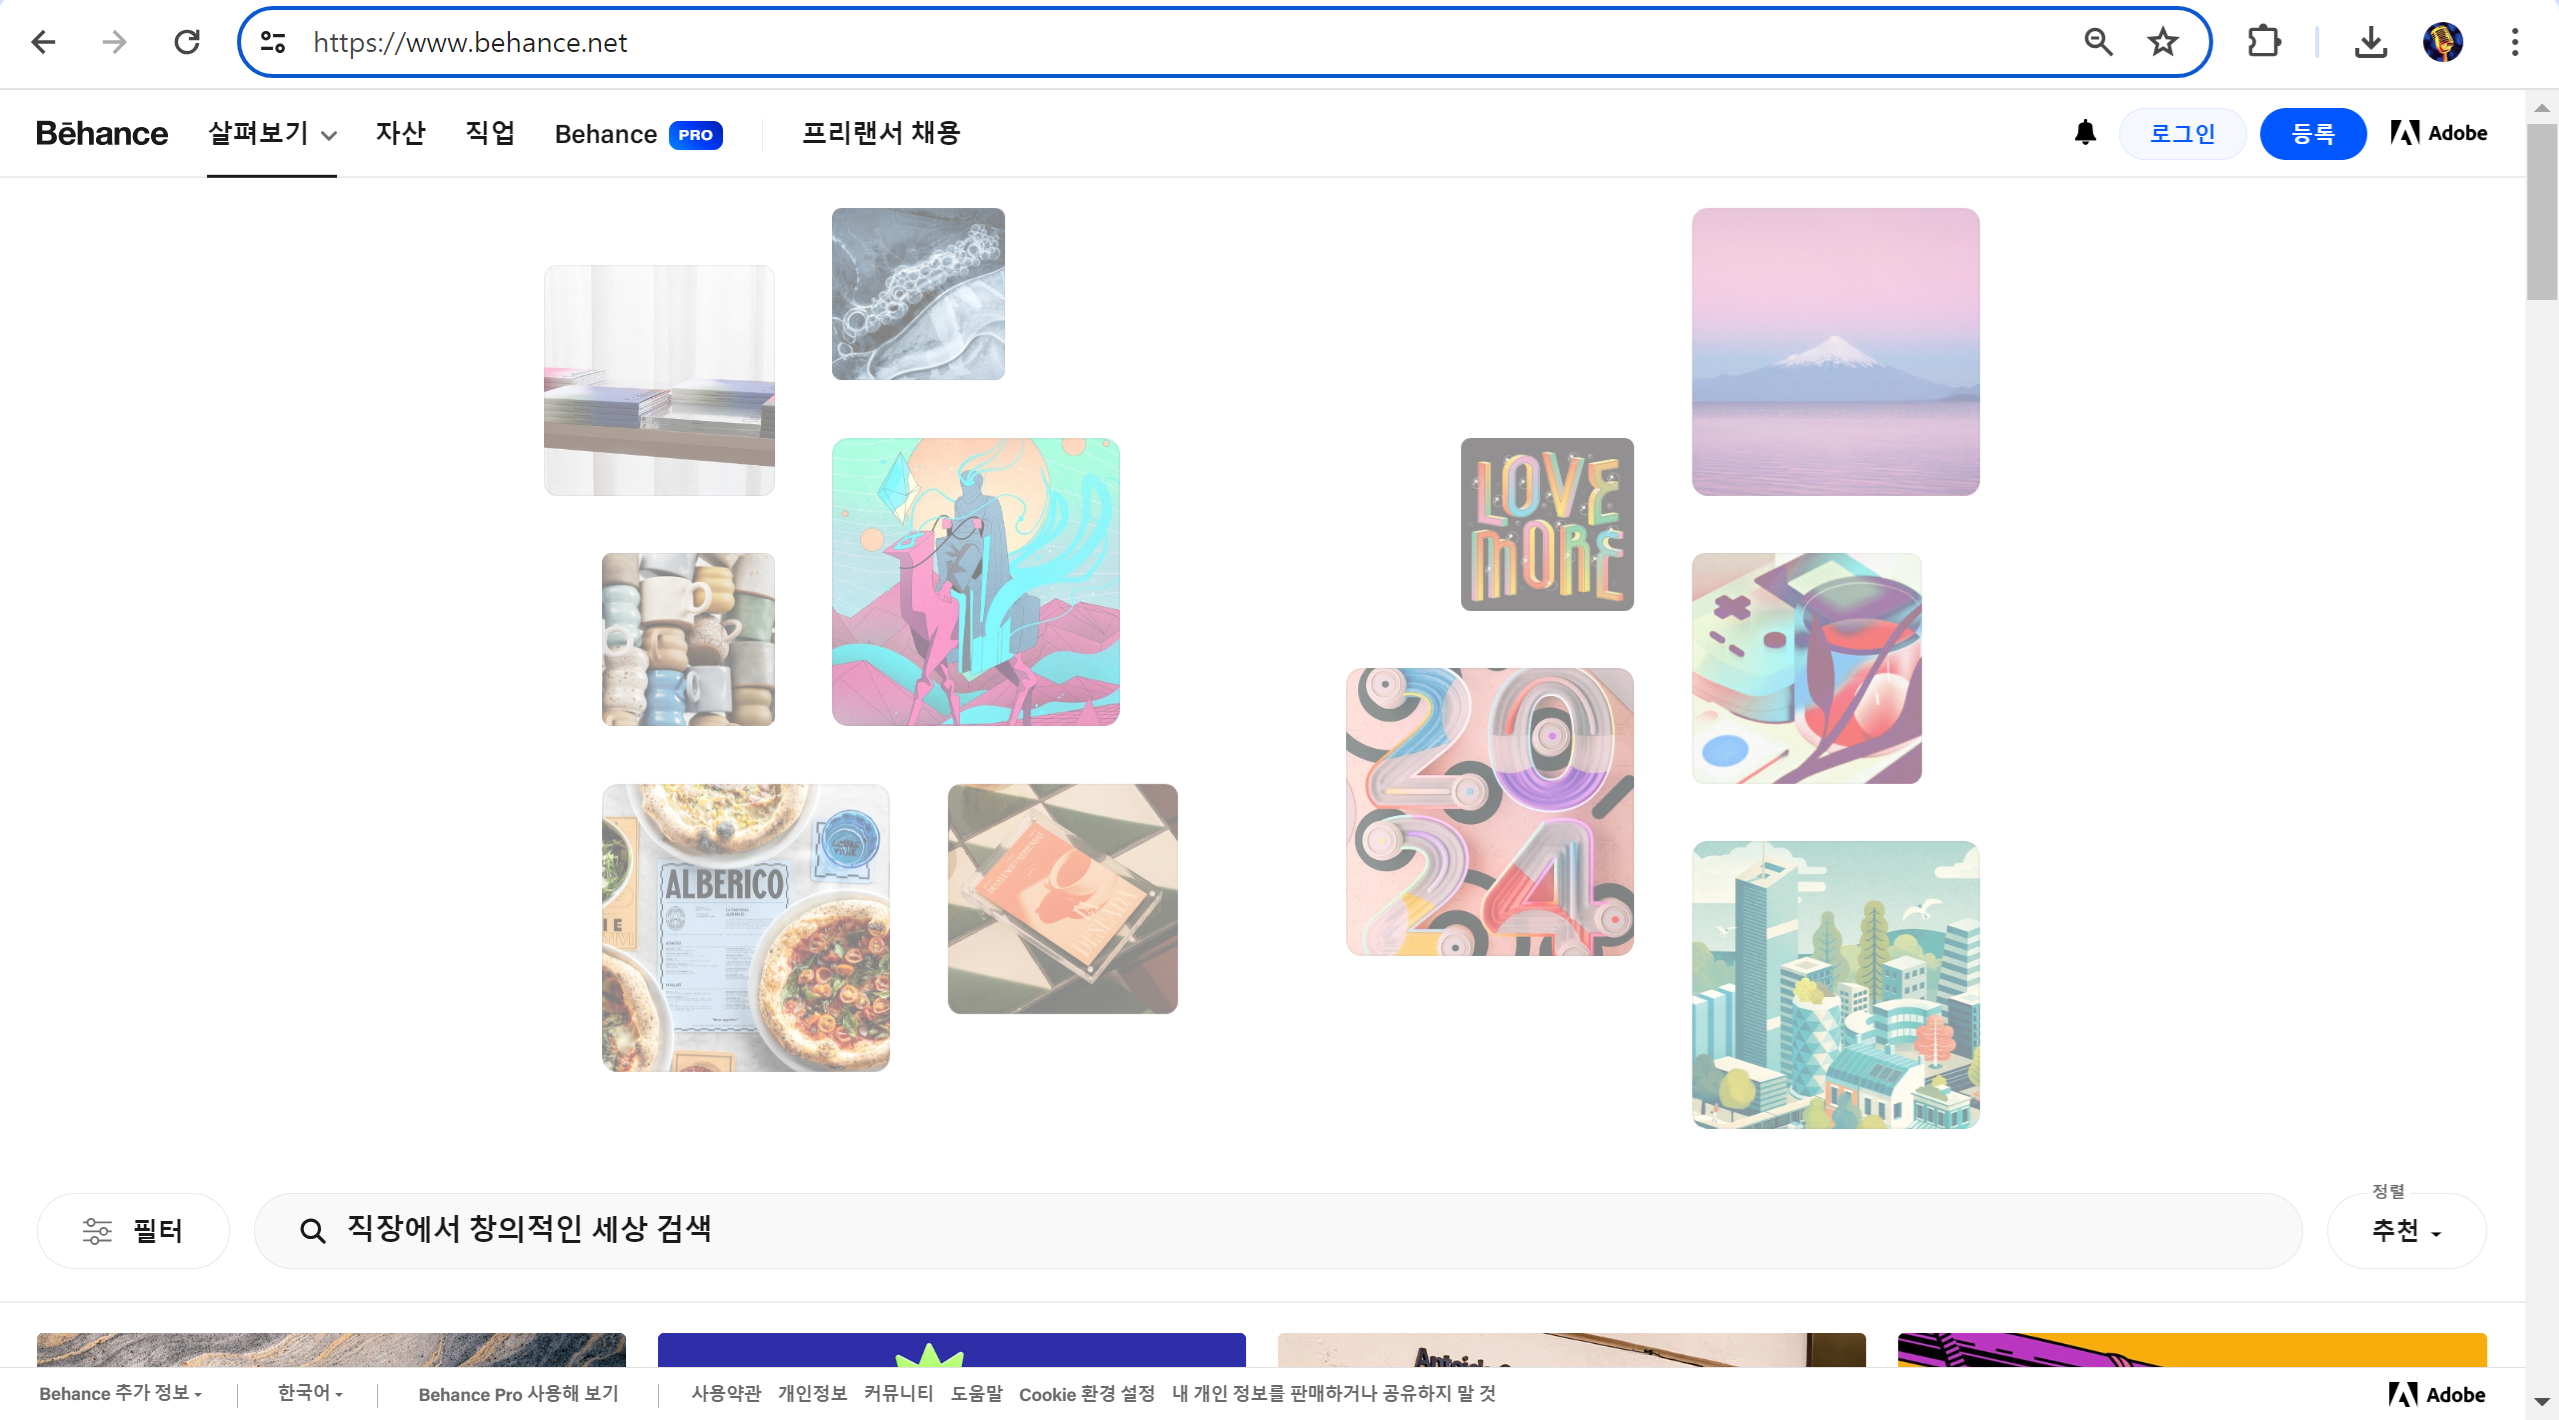 https://www.behance.net
Bēhance 살펴보기 자산 직업 Behance PRO 프리랜서 채용 로그인 등록 Adobe
LOVE
MORE
20
24
ALBERICO
정렬
필터 직장에서 창의적인 세상 검색 추천
Behance 추가 정보 한국어 Behance Pro 사용해 보기 사용약관 개인정보 커뮤니티 도움말 Cookie 환경 설정 내 개인 정보를 판매하거나 공유하지 말 것 Adobe